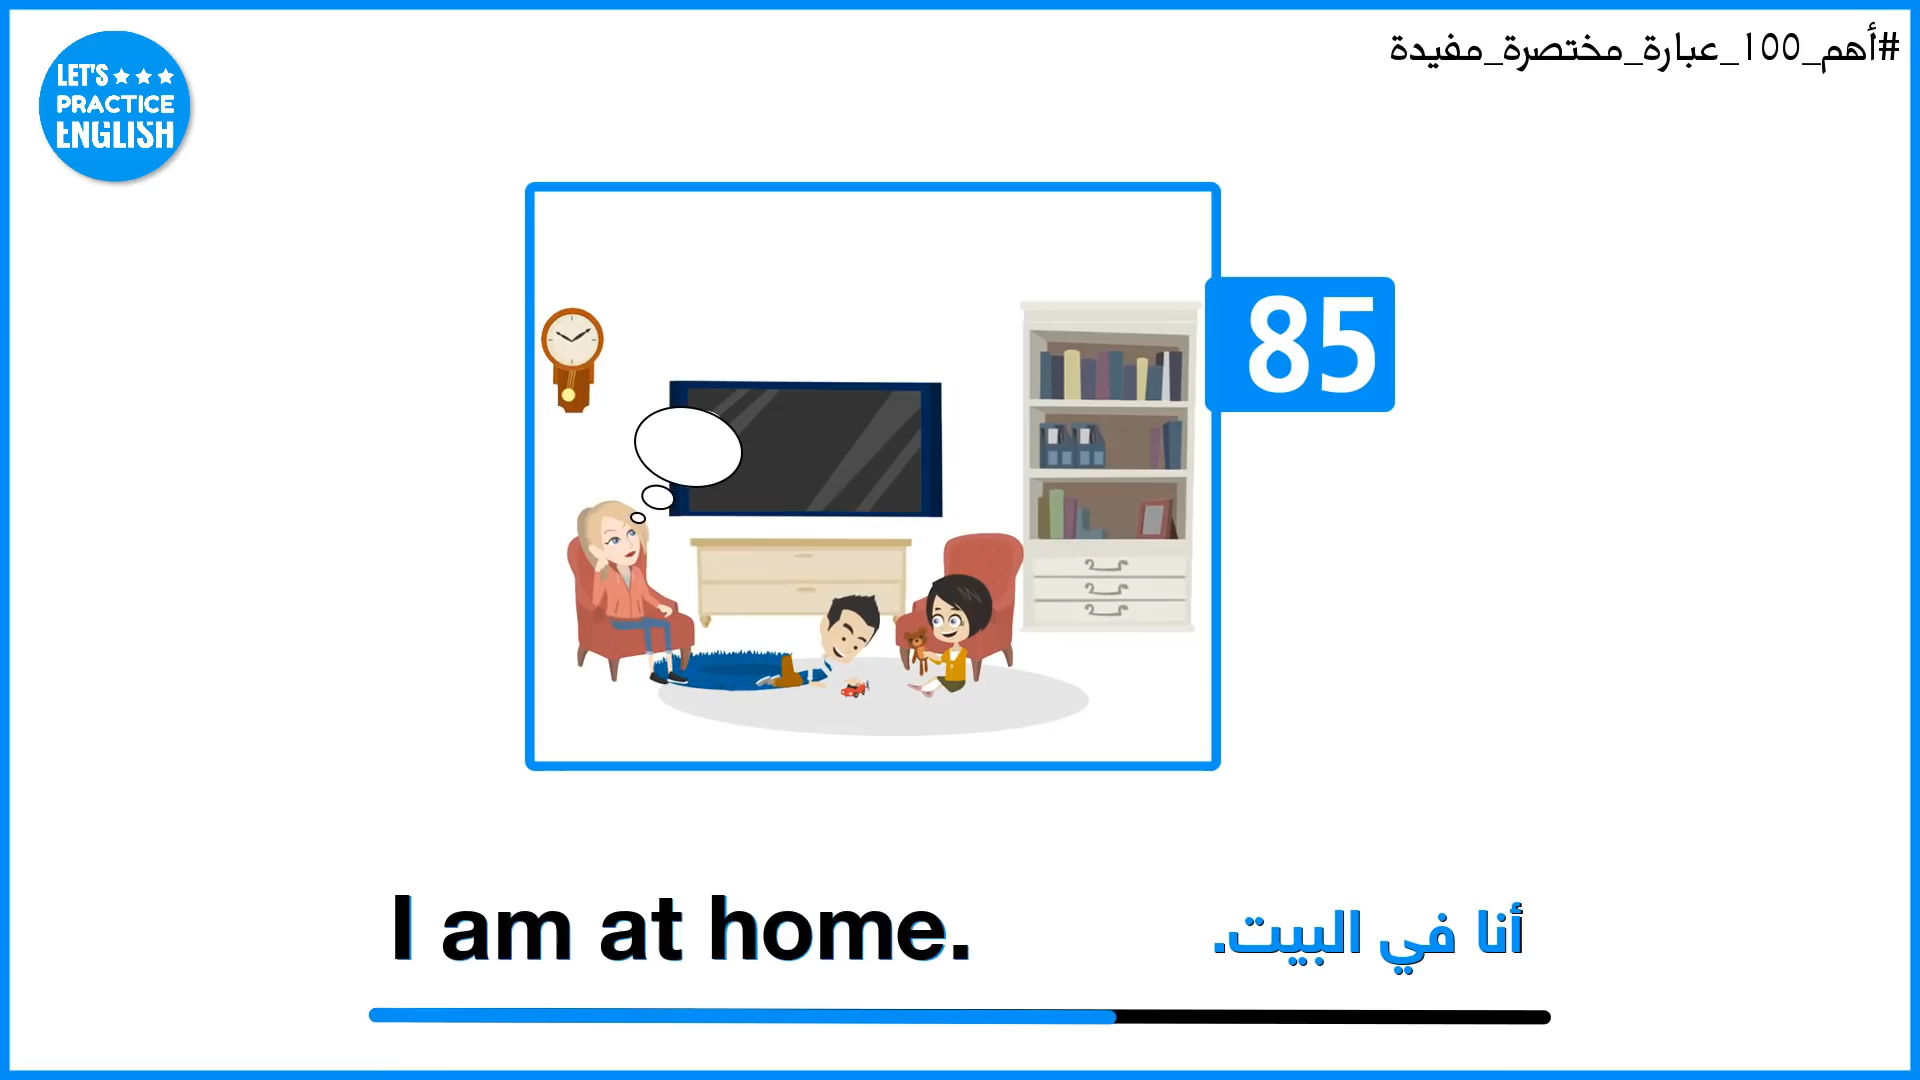 LET'S
PRACTICE
ENGLISH
#أهم_100_عبارة_مختصرة_مفيدة
85
I am at home.
أنا في البيت.